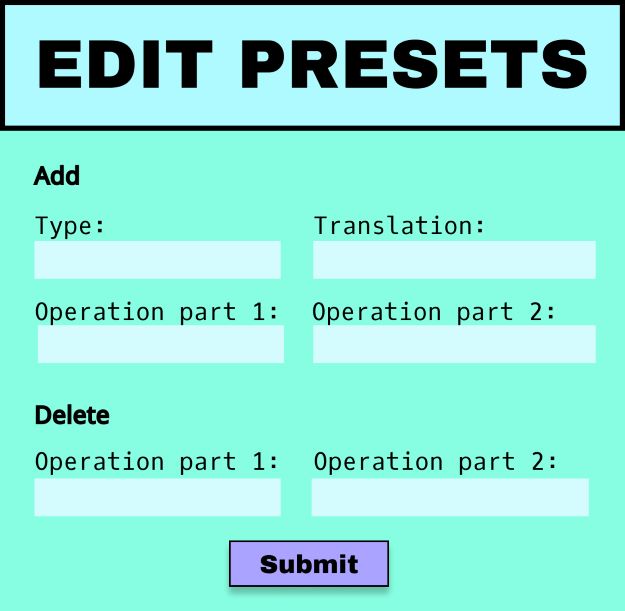 EDIT PRESETS
Add
Type: Translation:
Operation part 1: Operation part 2:
Delete
Operation part 1: Operation part 2:
Submit